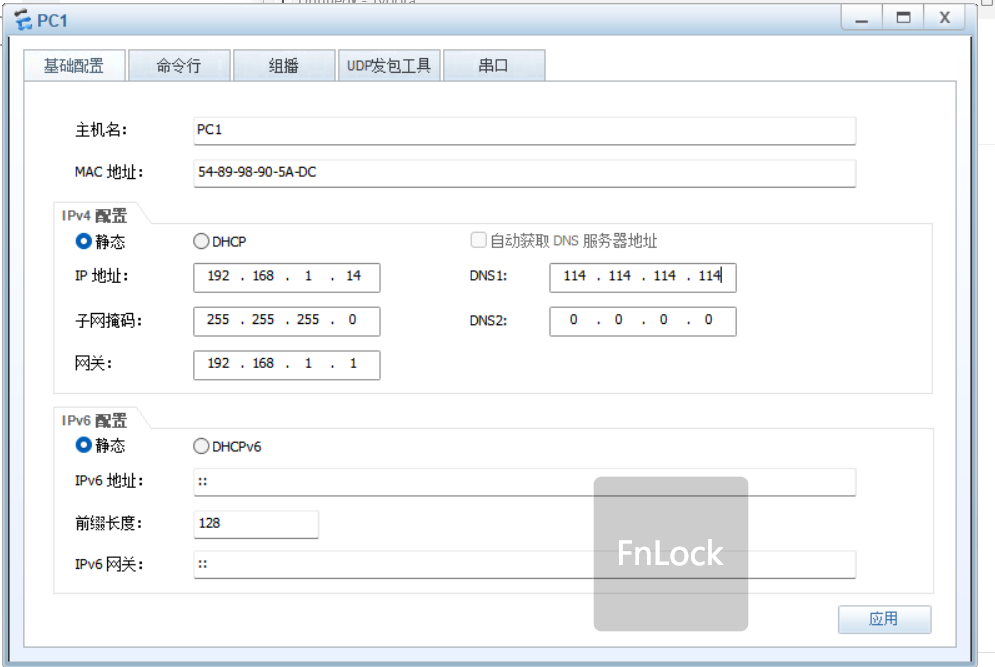 PC1
基础配置 命令行 组播 UDP发包工具 串口
主机名: PC1
MAC 地址: 54-89-98-90-5A-DC
IPv4 配置
静态 DHCP 自动获取 DNS 服务器地址
IP 地址: 192 . 168 . 1 . 14 DNS1: 114 . 114 . 114 . 114
子网掩码: 255 . 255 . 255 . 0 DNS2: 0 . 0 . 0 . 0
网关: 192 . 168 . 1 . 1
IPv6 配置
静态 DHCPv6
IPv6 地址: ::
前缀长度: 128
IPv6 网关: ::
FnLock
应用